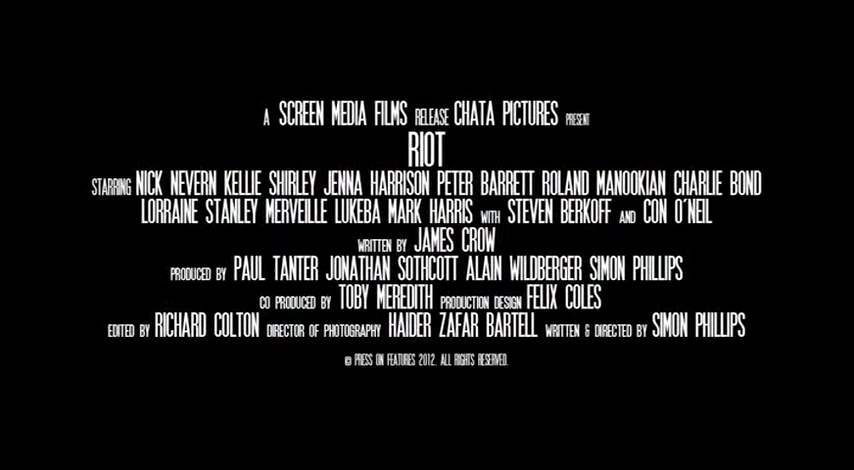 A SCREEN MEDIA FILMS RELEASE CHATA PICTURES PRESENT
RIOT
STARRING NICK NEVERN KELLIE SHIRLEY JENNA HARRISON PETER BARRETT ROLAND MANOOKIAN CHARLIE BOND
LORRAINE STANLEY MERVEILLE LUKEBA MARK HARRIS WITH STEVEN BERKOFF AND CON O'NEIL
WRITTEN BY JAMES CROW
PRODUCED BY PAUL TANTER JONATHAN SOTHCOTT ALAIN WILDBERGER SIMON PHILLIPS
CO PRODUCED BY TOBY MEREDITH PRODUCTION DESIGN FELIX COLES
EDITED BY RICHARD COLTON DIRECTOR OF PHOTOGRAPHY HAIDER ZAFAR BARTELL WRITTEN & DIRECTED BY SIMON PHILLIPS
© PRESS ON FEATURES 2012. ALL RIGHTS RESERVED.